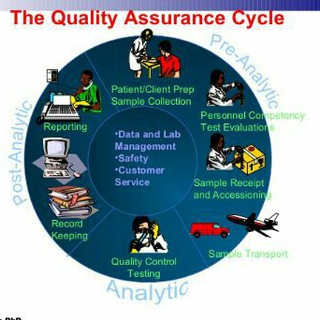 The Quality Assurance Cycle
Pre-Analytic
Patient/Client Prep
Sample Collection
Personnel Competency
Test Evaluations
Reporting
•Data and Lab
Management
•Safety
•Customer
Service
Post-Analytic
Sample Receipt
and Accessioning
Record
Keeping
Sample Transport
Quality Control
Testing
Analytic